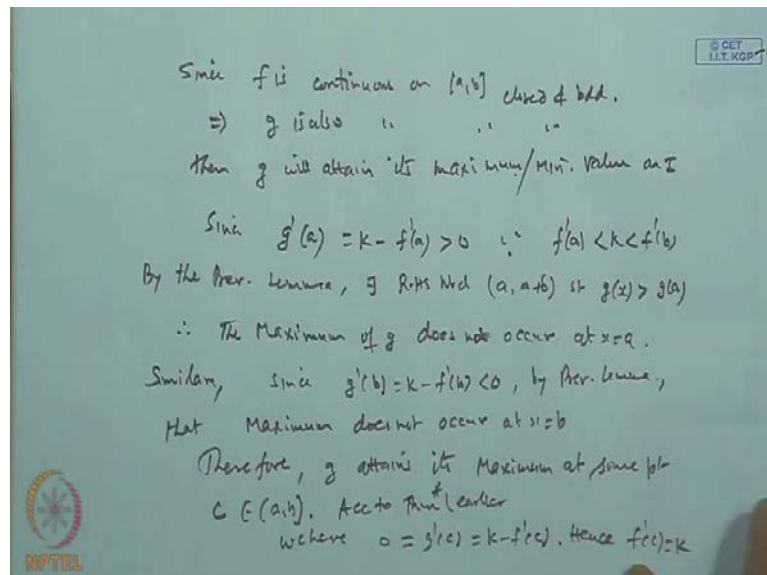 © CET
I.I.T. KGP
Since f is continuous on [a,b] closed & bdd.
=) g is also " " "
then g will attain its maximum/Min. value on I
Since g'(a) = k - f'(a) > 0 ∵ f'(a) < k < f'(b)
By the Prev. Lemma, ∃ R.H.S Nbd (a, a+δ) st g(x) > g(a)
∴ The Maximum of g does not occur at x=a.
Similarly, since g'(b) = k - f'(b) < 0, by Prev. Lemma,
that Maximum does not occur at x=b
Therefore, g attains its Maximum at some pt
C ∈ (a,b). Acc to Thm* (earlier
we have 0 = g'(c) = k - f'(c). Hence f'(c)=k
NPTEL